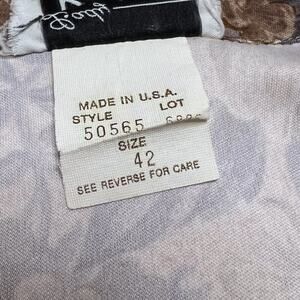 MADE IN U.S.A.
STYLE LOT
50565
SIZE
42
SEE REVERSE FOR CARE